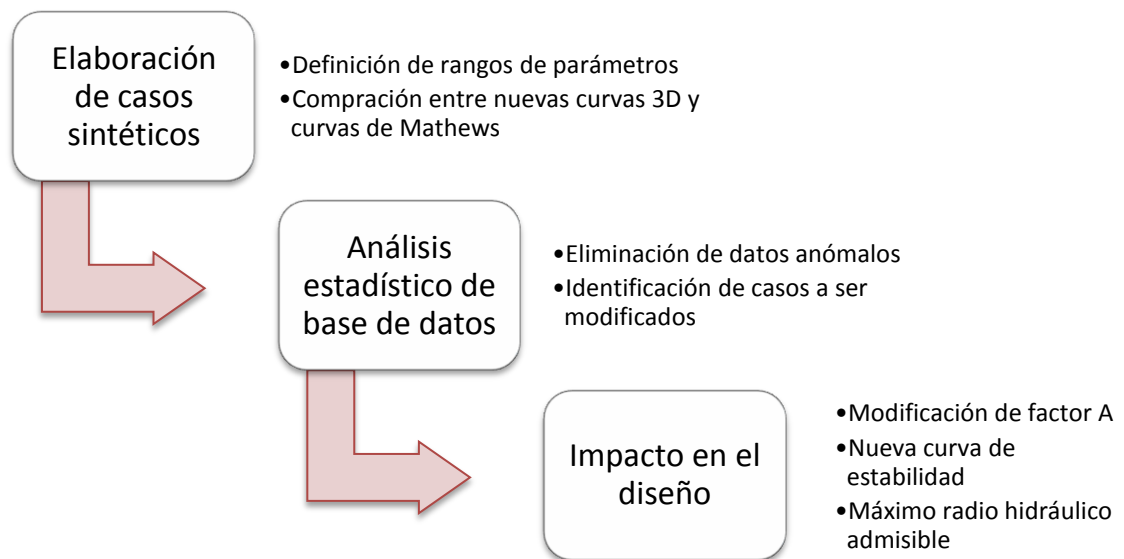 Elaboración
de casos
sintéticos
•Definición de rangos de parámetros
•Compración entre nuevas curvas 3D y
curvas de Mathews
Análisis
estadístico de
base de datos
•Eliminación de datos anómalos
•Identificación de casos a ser
modificados
Impacto en el
diseño
•Modificación de factor A
•Nueva curva de
estabilidad
•Máximo radio hidráulico
admisible